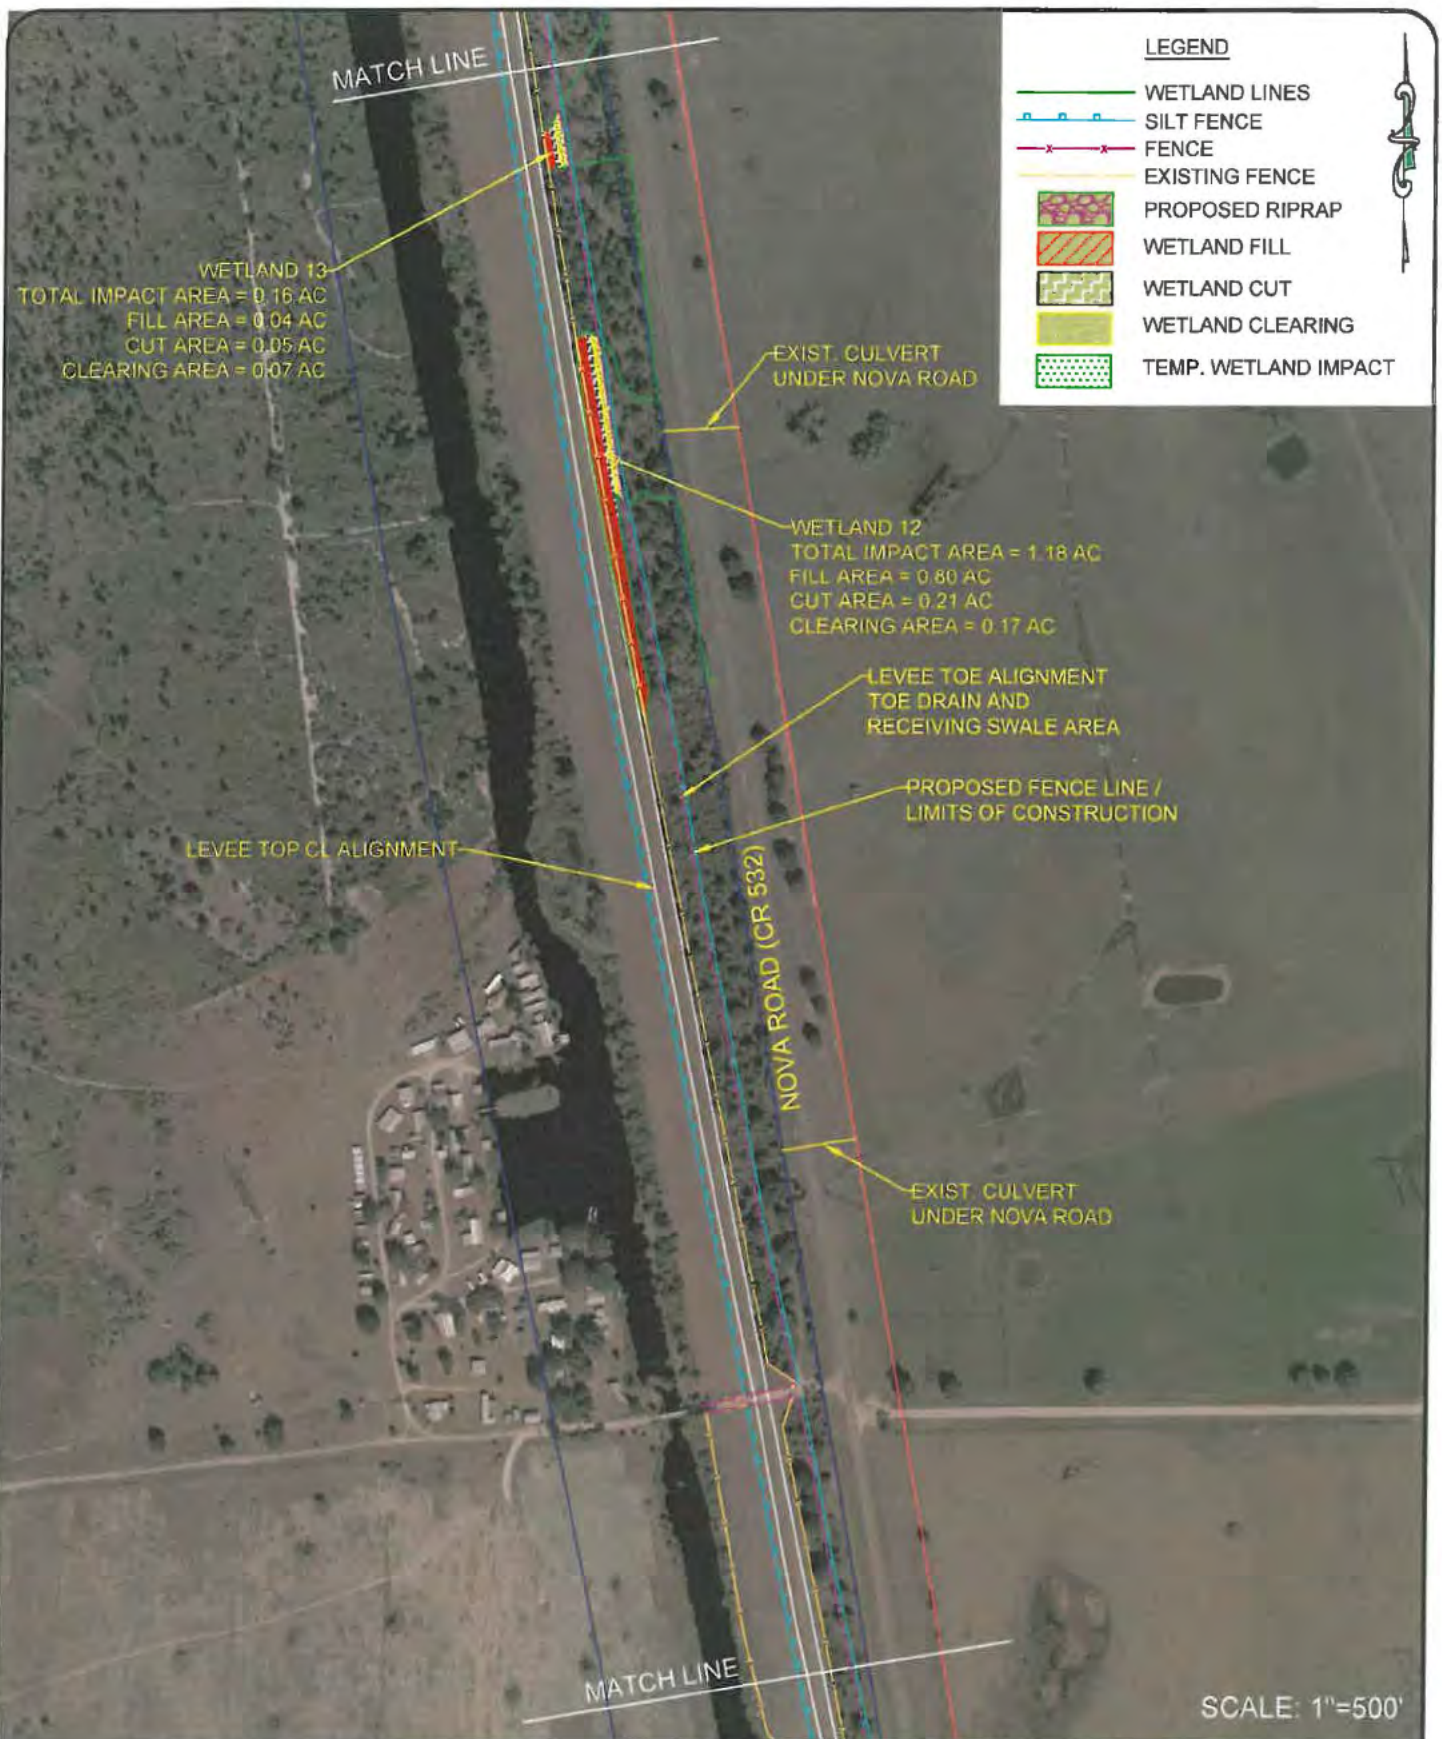 MATCH LINE
LEGEND
WETLAND LINES
SILT FENCE
FENCE
EXISTING FENCE
PROPOSED RIPRAP
WETLAND FILL
WETLAND CUT
WETLAND CLEARING
TEMP. WETLAND IMPACT
WETLAND 13
TOTAL IMPACT AREA = 0.16 AC
FILL AREA = 0.04 AC
CUT AREA = 0.05 AC
CLEARING AREA = 0.07 AC
EXIST. CULVERT
UNDER NOVA ROAD
WETLAND 12
TOTAL IMPACT AREA = 1.18 AC
FILL AREA = 0.80 AC
CUT AREA = 0.21 AC
CLEARING AREA = 0.17 AC
LEVEE TOE ALIGNMENT
TOE DRAIN AND
RECEIVING SWALE AREA
PROPOSED FENCE LINE /
LIMITS OF CONSTRUCTION
LEVEE TOP CL ALIGNMENT
NOVA ROAD (CR 532)
EXIST. CULVERT
UNDER NOVA ROAD
MATCH LINE
SCALE: 1"=500'